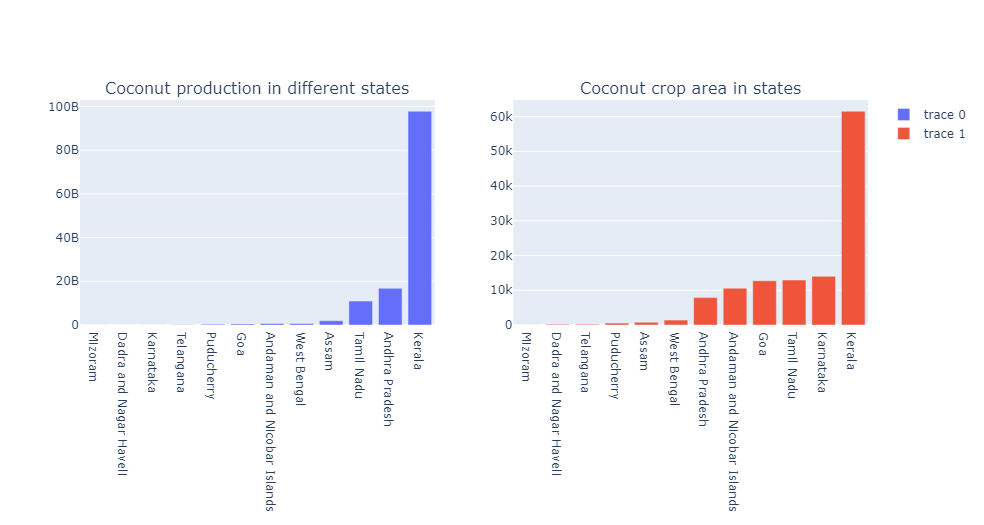 Coconut production in different states
Coconut crop area in states
100B
80B
60B
40B
20B
0
Mizoram
Dadra and Nagar Haveli
Karnataka
Telangana
Puducherry
Goa
Andaman and Nicobar Islands
West Bengal
Assam
Tamil Nadu
Andhra Pradesh
Kerala
60k
50k
40k
30k
20k
10k
0
Mizoram
Dadra and Nagar Haveli
Telangana
Puducherry
Assam
West Bengal
Andhra Pradesh
Andaman and Nicobar Islands
Goa
Tamil Nadu
Karnataka
Kerala
trace 0
trace 1